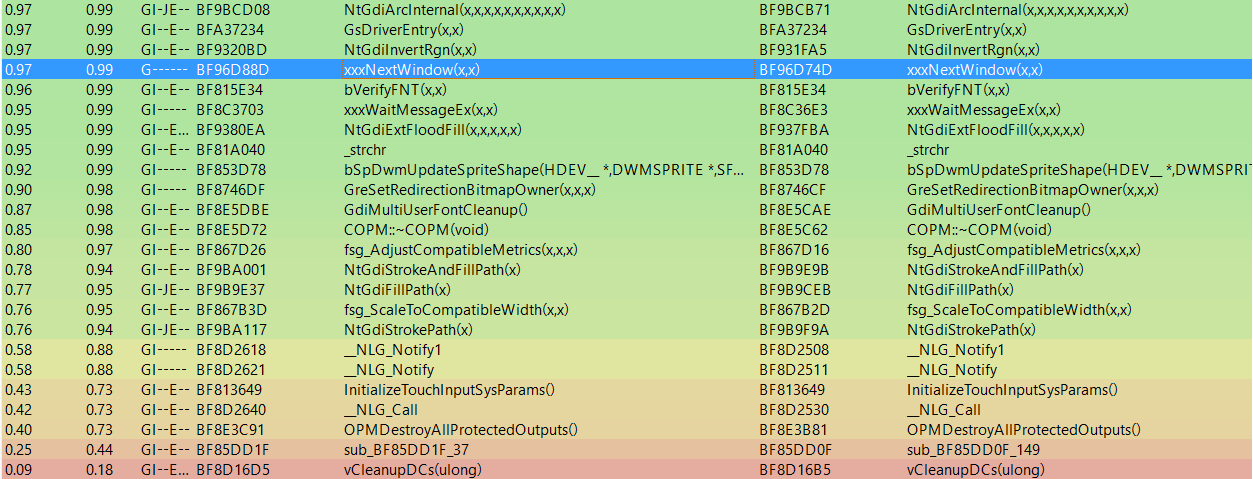 0.97 0.99 GI-JE-- BF9BCD08 NtGdiArcInternal(x,x,x,x,x,x,x,x,x,x) BF9BCB71 NtGdiArcInternal(x,x,x,x,x,x,x,x,x,x)
0.97 0.99 GI--E-- BFA37234 GsDriverEntry(x,x) BFA37234 GsDriverEntry(x,x)
0.97 0.99 GI--E-- BF9320BD NtGdiInvertRgn(x,x) BF931FA5 NtGdiInvertRgn(x,x)
0.97 0.99 G------ BF96D88D xxxNextWindow(x,x) BF96D74D xxxNextWindow(x,x)
0.96 0.99 GI--E-- BF815E34 bVerifyFNT(x,x) BF815E34 bVerifyFNT(x,x)
0.95 0.99 GI----- BF8C3703 xxxWaitMessageEx(x,x) BF8C36E3 xxxWaitMessageEx(x,x)
0.95 0.99 GI--E... BF9380EA NtGdiExtFloodFill(x,x,x,x,x) BF937FBA NtGdiExtFloodFill(x,x,x,x,x)
0.95 0.99 GI--E-- BF81A040 _strchr BF81A040 _strchr
0.92 0.99 GI----- BF853D78 bSpDwmUpdateSpriteShape(HDEV__ *,DWMSPRITE *,SF... BF853D78 bSpDwmUpdateSpriteShape(HDEV__ *,DWMSPRIT
0.90 0.98 GI----- BF8746DF GreSetRedirectionBitmapOwner(x,x,x) BF8746CF GreSetRedirectionBitmapOwner(x,x,x)
0.87 0.98 GI--E-- BF8E5DBE GdiMultiUserFontCleanup() BF8E5CAE GdiMultiUserFontCleanup()
0.85 0.98 GI--E-- BF8E5D72 COPM::~COPM(void) BF8E5C62 COPM::~COPM(void)
0.80 0.97 GI--E-- BF867D26 fsg_AdjustCompatibleMetrics(x,x,x) BF867D16 fsg_AdjustCompatibleMetrics(x,x,x)
0.78 0.94 GI--E-- BF9BA001 NtGdiStrokeAndFillPath(x) BF9B9E9B NtGdiStrokeAndFillPath(x)
0.77 0.95 GI-JE-- BF9B9E37 NtGdiFillPath(x) BF9B9CEB NtGdiFillPath(x)
0.76 0.95 GI--E-- BF867B3D fsg_ScaleToCompatibleWidth(x,x) BF867B2D fsg_ScaleToCompatibleWidth(x,x)
0.76 0.94 GI-JE-- BF9BA117 NtGdiStrokePath(x) BF9B9F9A NtGdiStrokePath(x)
0.58 0.88 GI----- BF8D2618 __NLG_Notify1 BF8D2508 __NLG_Notify1
0.58 0.88 GI----- BF8D2621 __NLG_Notify BF8D2511 __NLG_Notify
0.43 0.73 GI--E-- BF813649 InitializeTouchInputSysParams() BF813649 InitializeTouchInputSysParams()
0.42 0.73 GI--E-- BF8D2640 __NLG_Call BF8D2530 __NLG_Call
0.40 0.73 GI--E-- BF8E3C91 OPMDestroyAllProtectedOutputs() BF8E3B81 OPMDestroyAllProtectedOutputs()
0.25 0.44 GI--E-- BF85DD1F sub_BF85DD1F_37 BF85DD0F sub_BF85DD0F_149
0.09 0.18 GI--E... BF8D16D5 vCleanupDCs(ulong) BF8D16B5 vCleanupDCs(ulong)